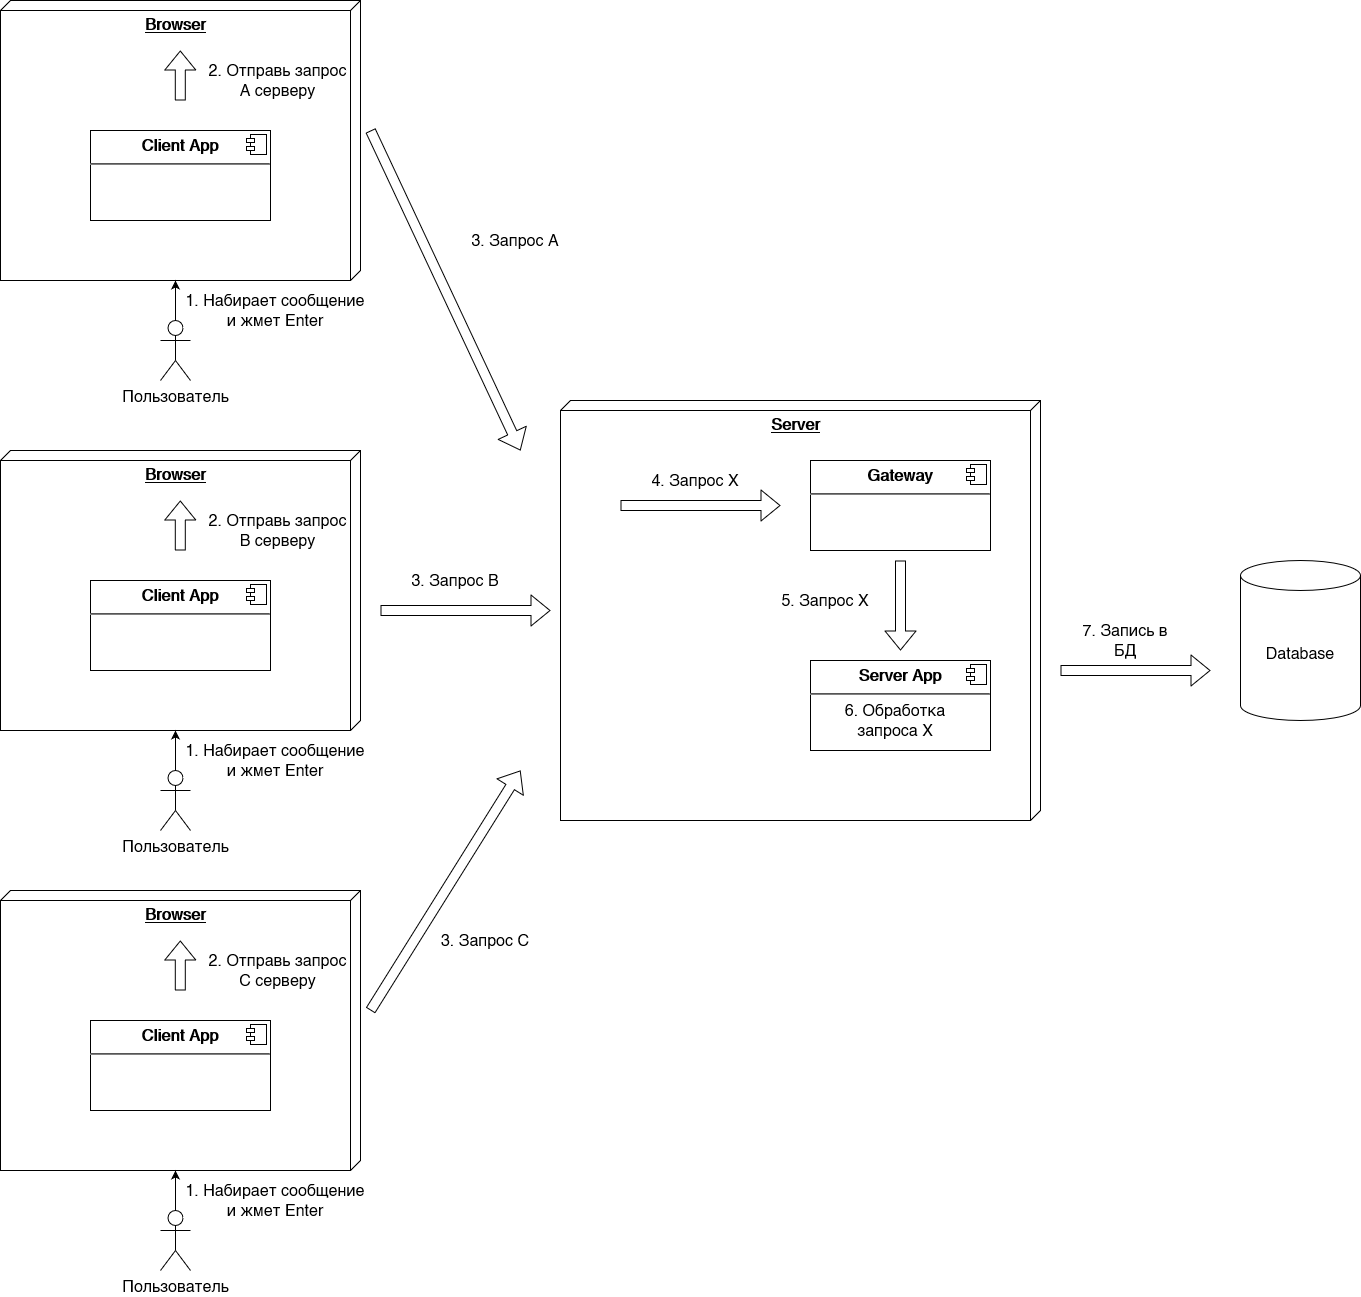 Browser
2. Отправь запрос
А серверу
Client App
3. Запрос А
1. Набирает сообщение
и жмет Enter
Пользователь
Browser
2. Отправь запрос
В серверу
Client App
3. Запрос В
1. Набирает сообщение
и жмет Enter
Пользователь
Server
4. Запрос X
Gateway
5. Запрос X
Server App
6. Обработка
запроса X
7. Запись в
БД
Database
Browser
2. Отправь запрос
С серверу
Client App
3. Запрос С
1. Набирает сообщение
и жмет Enter
Пользователь